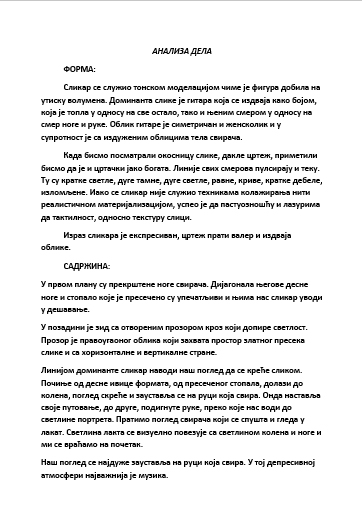 АНАЛИЗА ДЕЛА
ФОРМА:
Сликар се служио тонском моделацијом чиме је фигура добила на
утиску волумена. Доминанта слике је гитара која се издваја како бојом,
која је топла у односу на све остало, тако и њеним смером у односу на
смер ноге и руке. Облик гитаре је симетричан и женсколик и у
супротност је са издуженим облицима тела свирача.
Када бисмо посматрали окосницу слике, дакле цртеж, приметили
бисмо да је и цртачки јако богата. Линије свих смерова пулсирају и теку.
Ту су кратке светле, дуге тамне, дуге светле, равне, криве, кратке дебеле,
изломљене. Иако се сликар није служио техникама колажирања нити
реалистичном материјализацијом, успео је да пастуозношћу и лазурима
да тактилност, односно текстуру слици.
Израз сликара је експресиван, цртеж прати валер и издваја
облике.
САДРЖИНА:
У првом плану су прекрштене ноге свирача. Дијагонала његове десне
ноге и стопало које је пресечено су упечатљиви и њима нас сликар уводи
у дешавање.
У позадини је зид са отвореним прозором кроз који допире светлост.
Прозор је правоугаоног облика који захвата простор златног пресека
слике и са хоризонталне и вертикалне стране.
Линијом доминанте сликар наводи наш поглед да се креће сликом.
Почиње од десне ивице формата, од пресеченог стопала, долази до
колена, поглед скреће и зауставља се на руци која свира. Онда наставља
своје путовање, до друге, подигнуте руке, преко које нас води до
светлине портрета. Пратимо поглед свирача који се спушта и гледа у
лакат. Светлина лакта се визуелно повезује са светлином колена и ноге и
ми се враћамо на почетак.
Наш поглед се најдуже зауставља на руци која свира. У тој депресивној
атмосфери најважнија је музика.